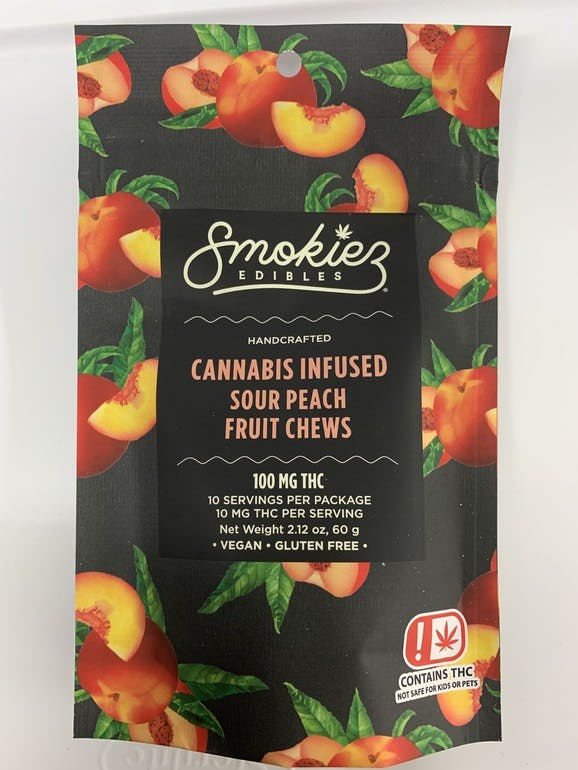 Smokiez
EDIBLES
HANDCRAFTED
CANNABIS INFUSED
SOUR PEACH
FRUIT CHEWS
100 MG THC
10 SERVINGS PER PACKAGE
10 MG THC PER SERVING
Net Weight 2.12 oz, 60 g
• VEGAN • GLUTEN FREE •
!
CONTAINS THC
NOT SAFE FOR KIDS OR PETS